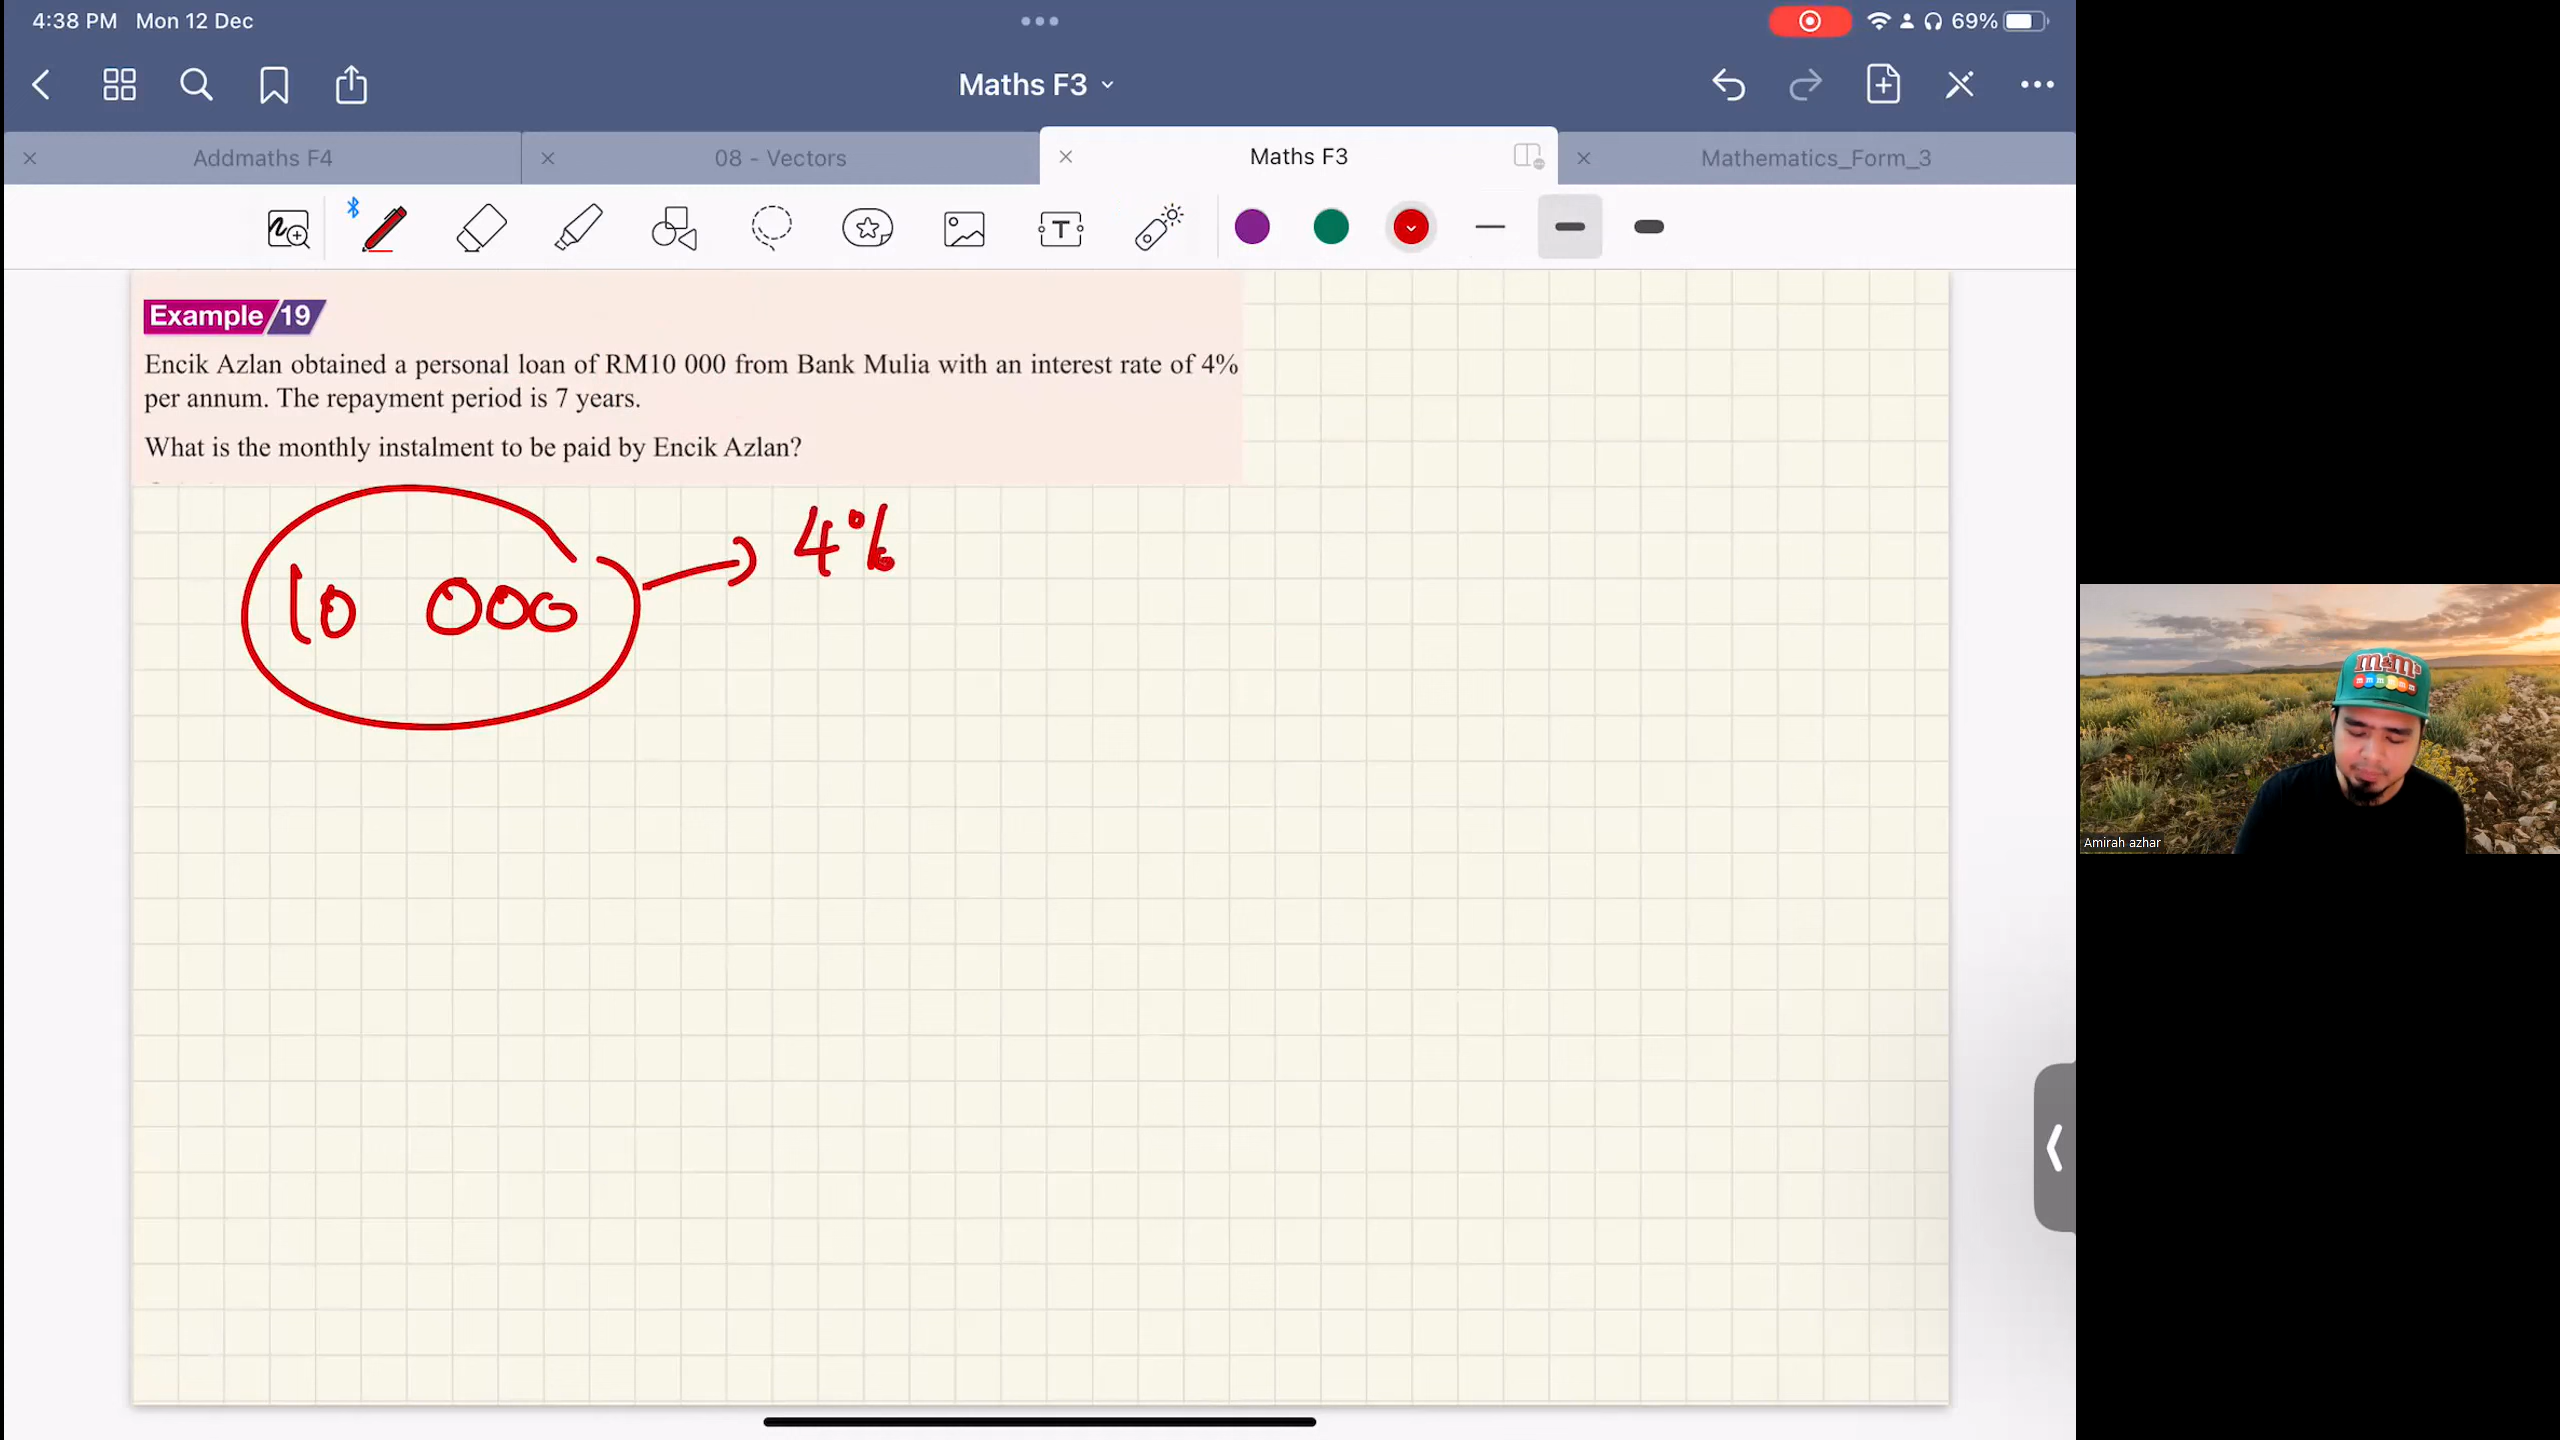 4:38 PM Mon 12 Dec
69%
Maths F3
Addmaths F4
08 - Vectors
Maths F3
Mathematics_Form_3
T
Example 19
Encik Azlan obtained a personal loan of RM10 000 from Bank Mulia with an interest rate of 4%
per annum. The repayment period is 7 years.
What is the monthly instalment to be paid by Encik Azlan?
4%
10 000
m&m's
m m m m m
Amirah azhar